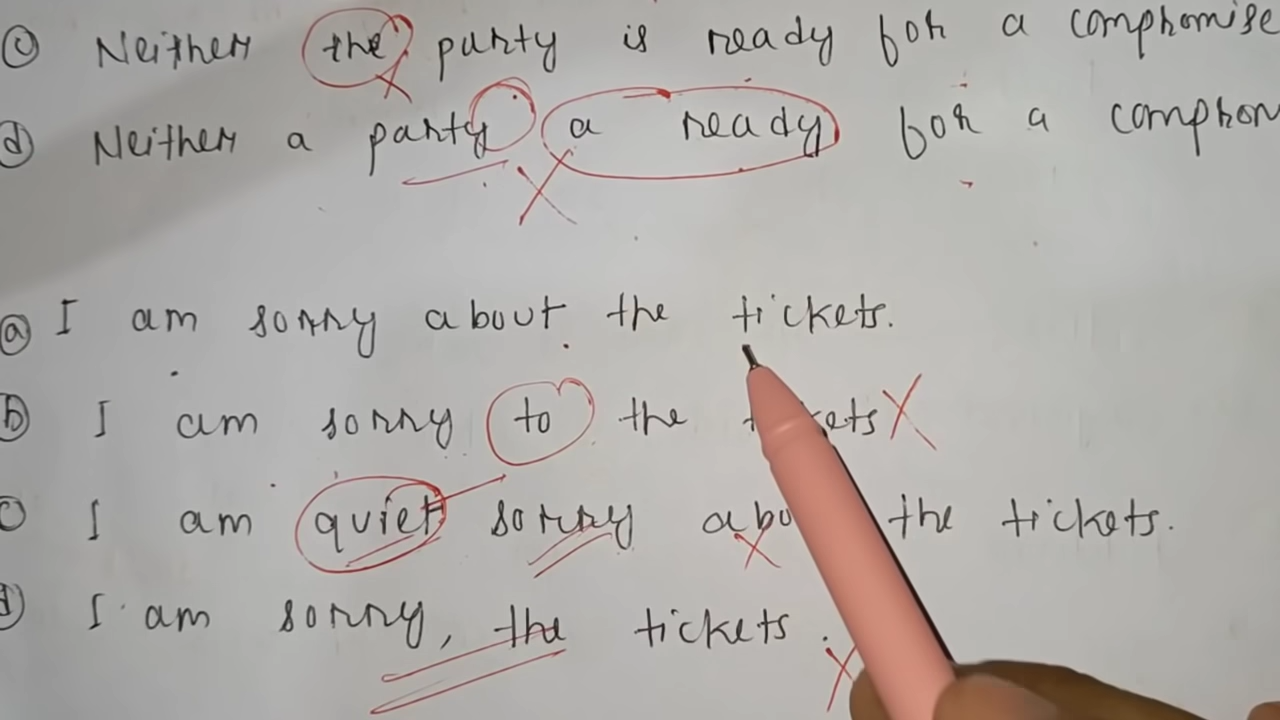 c Neither the party is ready for a compromise
d Neither a party a ready for a
a I am sorry about the tickets.
b I am sorry to the
c I am quiet sorry the tickets.
d I am sorry, the tickets.